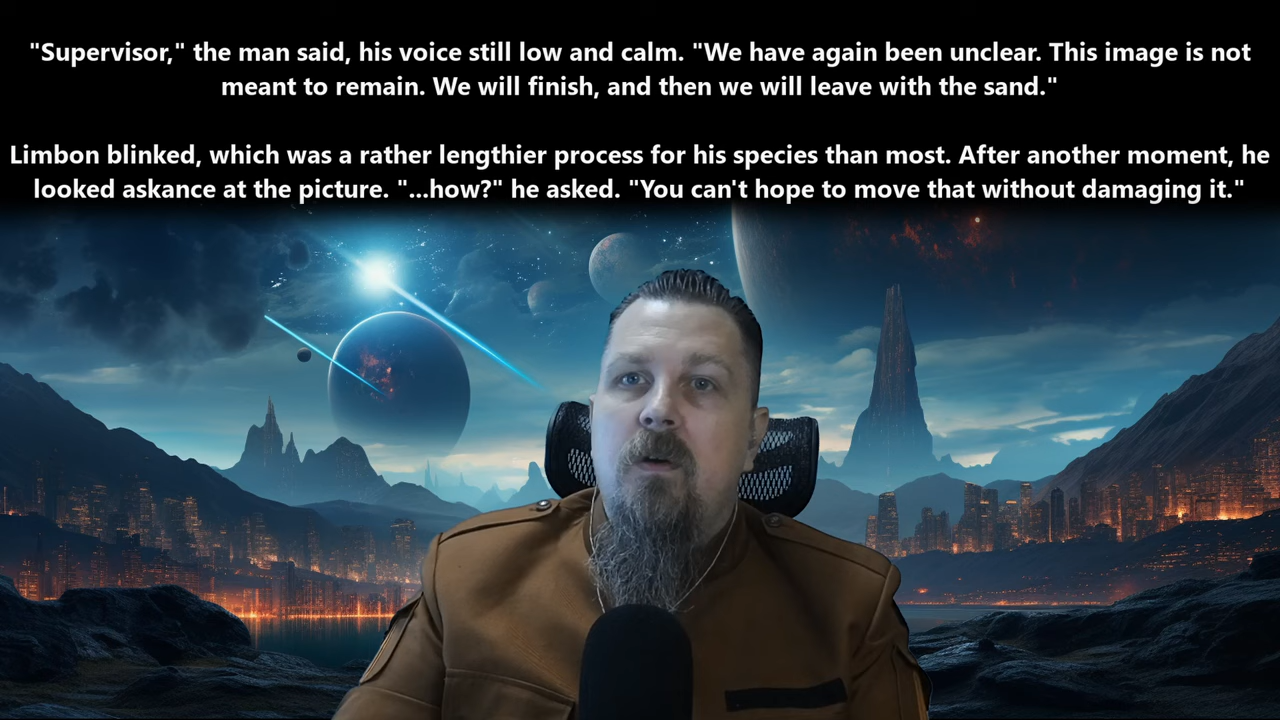 "Supervisor," the man said, his voice still low and calm. "We have again been unclear. This image is not
meant to remain. We will finish, and then we will leave with the sand."
Limbon blinked, which was a rather lengthier process for his species than most. After another moment, he
looked askance at the picture. "...how?" he asked. "You can't hope to move that without damaging it."